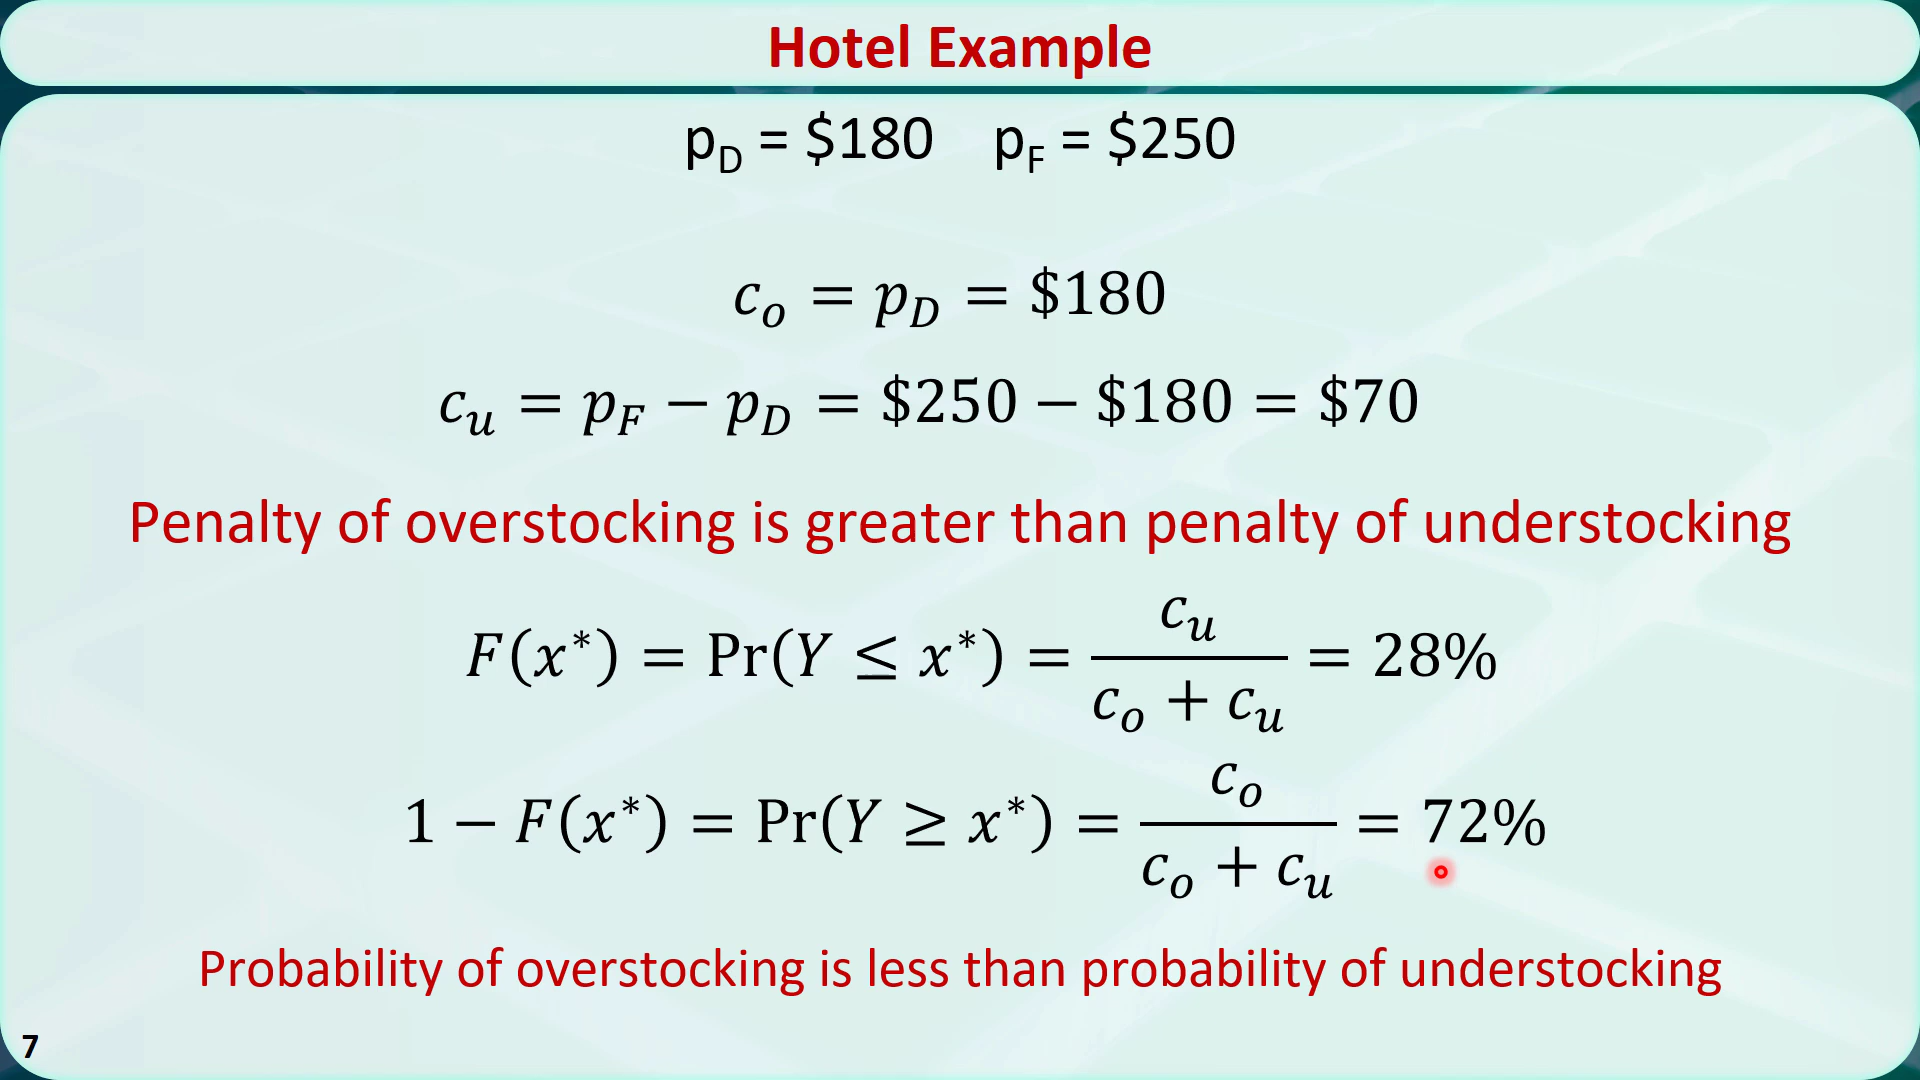 Hotel Example
p_D = $180 p_F = $250
c_o = p_D = $180
c_u = p_F − p_D = $250 − $180 = $70
Penalty of overstocking is greater than penalty of understocking
F(x*) = Pr(Y ≤ x*) = c_u / (c_o + c_u) = 28%
1 − F(x*) = Pr(Y ≥ x*) = c_o / (c_o + c_u) = 72%
Probability of overstocking is less than probability of understocking
7